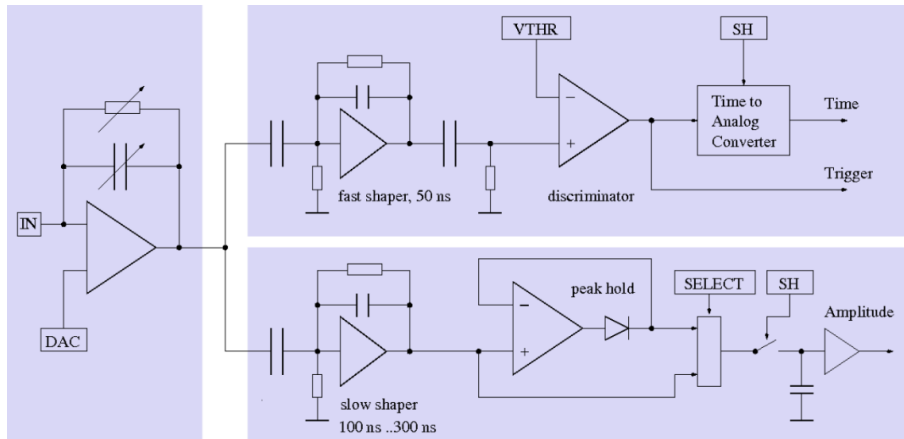 VTHR
SH
Time to
Analog
Converter
Time
−
+
Trigger
fast shaper, 50 ns
discriminator
IN
DAC
peak hold
SELECT
SH
Amplitude
−
+
slow shaper
100 ns ..300 ns